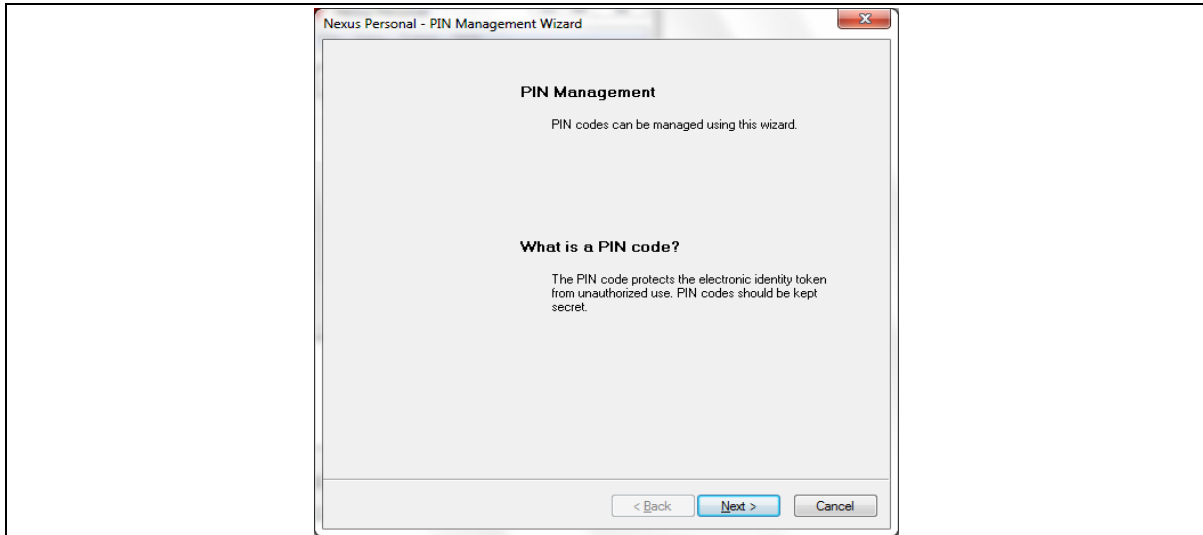 Nexus Personal - PIN Management Wizard
PIN Management
PIN codes can be managed using this wizard.
What is a PIN code?
The PIN code protects the electronic identity token
from unauthorized use. PIN codes should be kept
secret.
< Back Next > Cancel